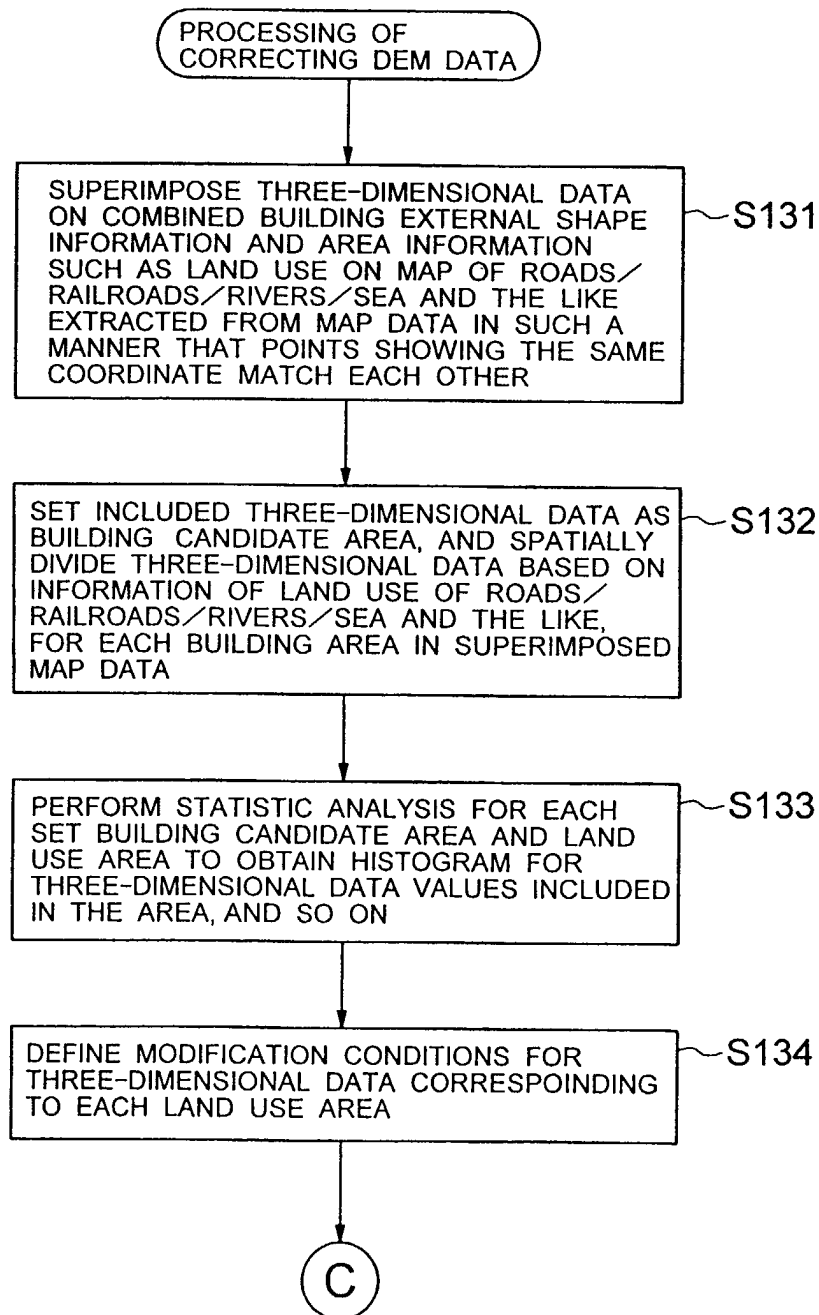 PROCESSING OF
CORRECTING DEM DATA
SUPERIMPOSE THREE-DIMENSIONAL DATA
ON COMBINED BUILDING EXTERNAL SHAPE
INFORMATION AND AREA INFORMATION
SUCH AS LAND USE ON MAP OF ROADS/
RAILROADS/RIVERS/SEA AND THE LIKE
EXTRACTED FROM MAP DATA IN SUCH A
MANNER THAT POINTS SHOWING THE SAME
COORDINATE MATCH EACH OTHER
S131
SET INCLUDED THREE-DIMENSIONAL DATA AS
BUILDING CANDIDATE AREA, AND SPATIALLY
DIVIDE THREE-DIMENSIONAL DATA BASED ON
INFORMATION OF LAND USE OF ROADS/
RAILROADS/RIVERS/SEA AND THE LIKE,
FOR EACH BUILDING AREA IN SUPERIMPOSED
MAP DATA
S132
PERFORM STATISTIC ANALYSIS FOR EACH
SET BUILDING CANDIDATE AREA AND LAND
USE AREA TO OBTAIN HISTOGRAM FOR
THREE-DIMENSIONAL DATA VALUES INCLUDED
IN THE AREA, AND SO ON
S133
DEFINE MODIFICATION CONDITIONS FOR
THREE-DIMENSIONAL DATA CORRESPOINDING
TO EACH LAND USE AREA
S134
C